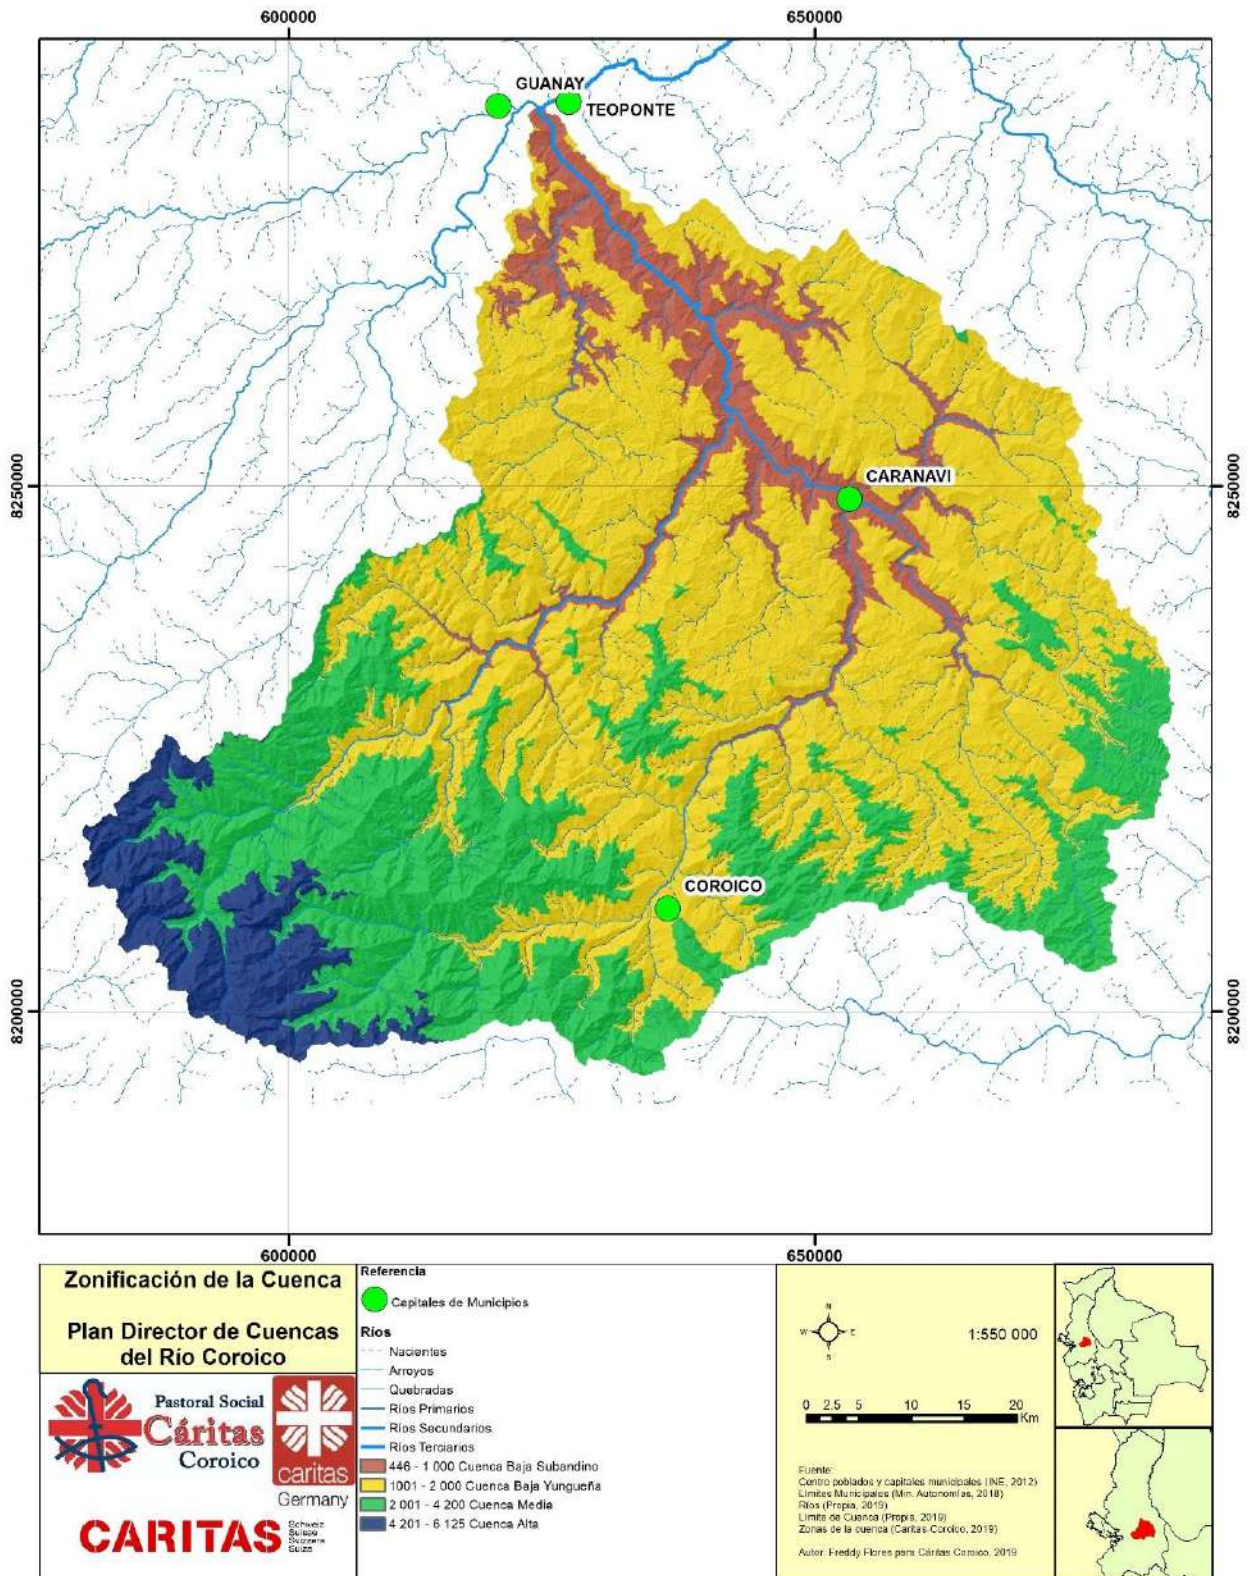 600000
650000
GUANAY
TEOPONTE
8250000
8250000
CARANAVI
COROICO
8200000
8200000
600000
650000
Zonificación de la Cuenca
Plan Director de Cuencas
del Río Coroico
Pastoral Social
Cáritas
Coroico
caritas
Germany
CARITAS
Schweiz
Suisse
Svizzera
Svizra
Referencia
Capitales de Municipios
Ríos
Nacientes
Arroyos
Quebradas
Ríos Primarios
Ríos Secundarios
Ríos Terciarios
446 - 1 000 Cuenca Baja Subandino
1001 - 2 000 Cuenca Baja Yungueña
2 001 - 4 200 Cuenca Media
4 201 - 6 125 Cuenca Alta
N
W E
S
1:550 000
0 2.5 5 10 15 20
Km
Fuente:
Centro poblados y capitales municipales (INE, 2012)
Límites Municipales (Min. Autonomías, 2018)
Ríos (Propia, 2019)
Límite de Cuenca (Propia, 2019)
Zonas de la cuenca (Caritas-Coroico, 2019)
Autor: Freddy Flores para Cáritas Coroico, 2019